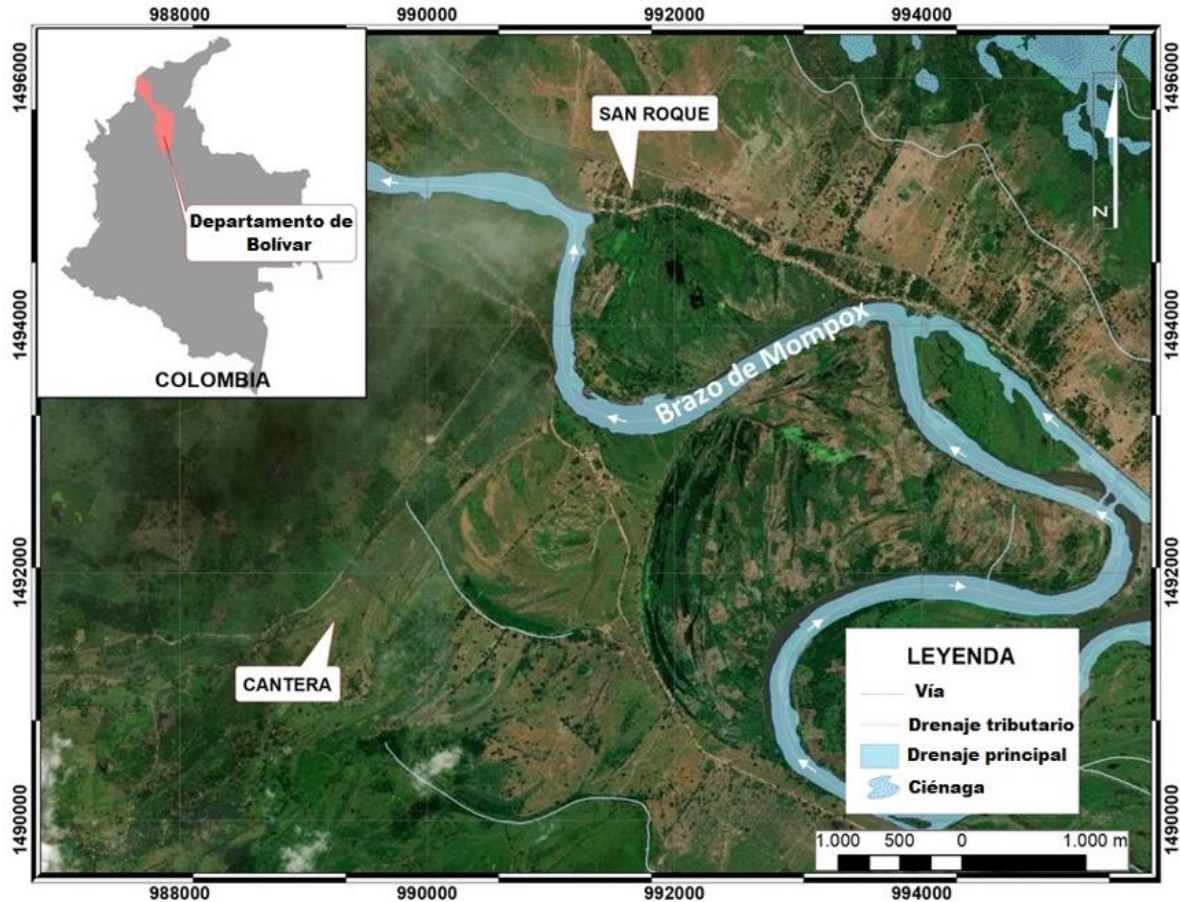 988000
990000
992000
994000
1496000
1494000
1492000
1490000
1496000
1494000
1492000
1490000
Departamento de
Bolívar
COLOMBIA
SAN ROQUE
N
Brazo de Mompox
CANTERA
LEYENDA
Vía
Drenaje tributario
Drenaje principal
Ciénaga
1.000
500
0
1.000 m
988000
990000
992000
994000